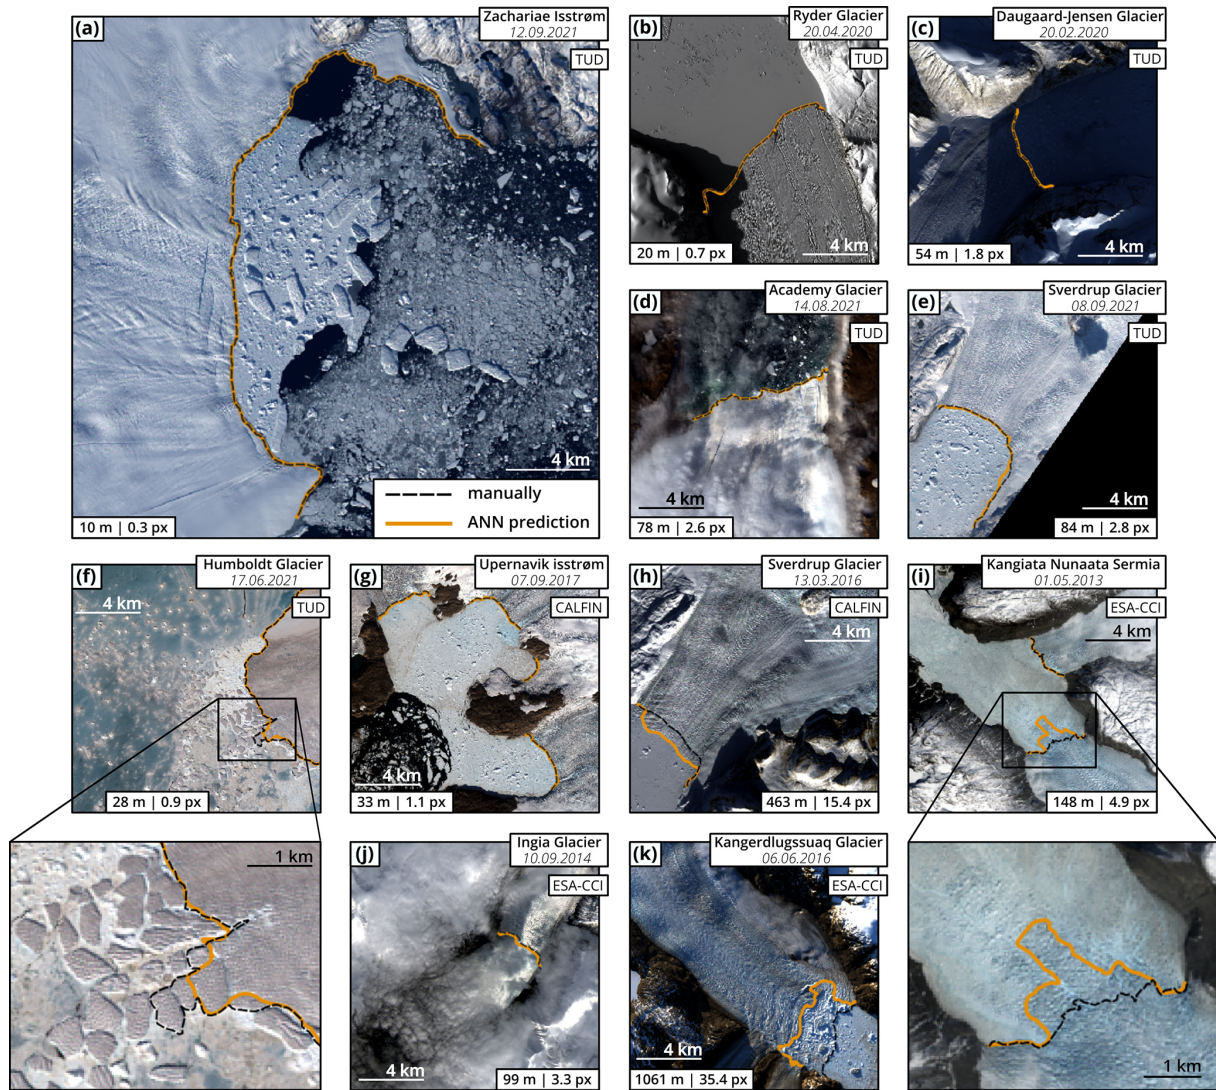 (a)
Zachariae Isstrøm
12.09.2021
TUD
4 km
manually
ANN prediction
10 m | 0.3 px
(b)
Ryder Glacier
20.04.2020
TUD
20 m | 0.7 px
4 km
(c)
Daugaard-Jensen Glacier
20.02.2020
TUD
54 m | 1.8 px
4 km
(d)
Academy Glacier
14.08.2021
TUD
4 km
78 m | 2.6 px
(e)
Sverdrup Glacier
08.09.2021
TUD
4 km
84 m | 2.8 px
(f)
Humboldt Glacier
17.06.2021
TUD
4 km
28 m | 0.9 px
1 km
(g)
Upernavik isstrøm
07.09.2017
CALFIN
4 km
33 m | 1.1 px
(h)
Sverdrup Glacier
13.03.2016
CALFIN
4 km
463 m | 15.4 px
(i)
Kangiata Nunaata Sermia
01.05.2013
ESA-CCI
4 km
148 m | 4.9 px
1 km
(j)
Ingia Glacier
10.09.2014
ESA-CCI
4 km
99 m | 3.3 px
(k)
Kangerdlugssuaq Glacier
06.06.2016
ESA-CCI
4 km
1061 m | 35.4 px